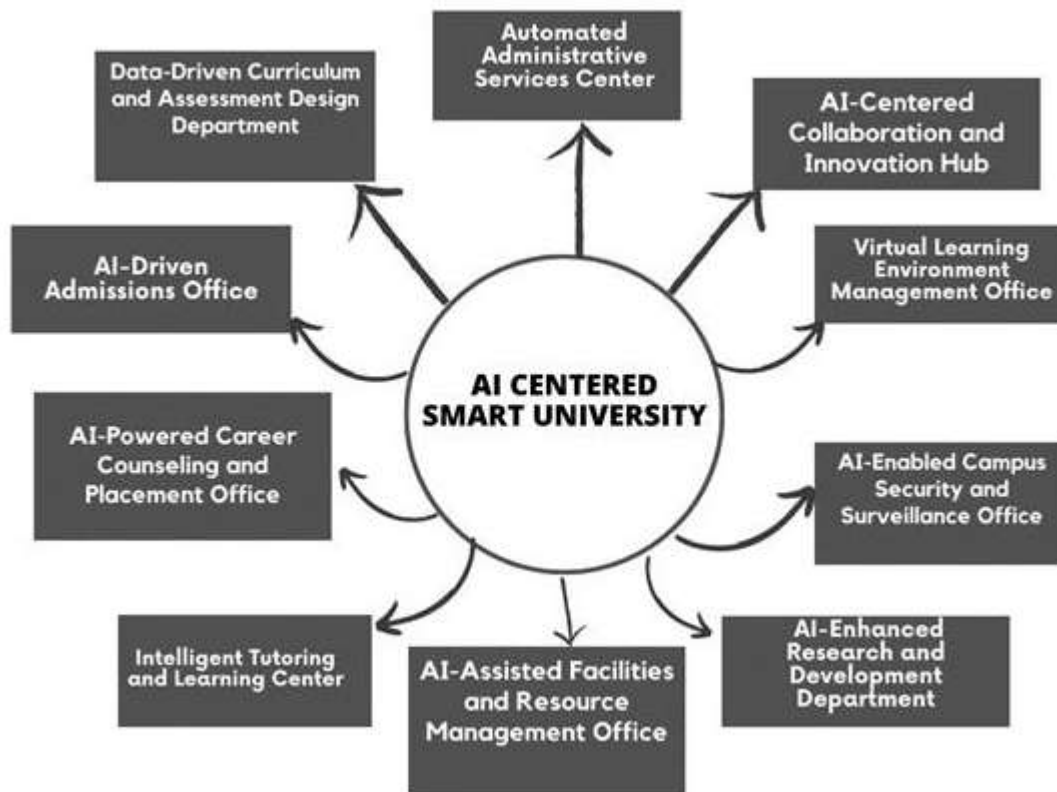 Automated
Administrative
Services Center
Data-Driven Curriculum
and Assessment Design
Department
AI-Centered
Collaboration and
Innovation Hub
AI-Driven
Admissions Office
Virtual Learning
Environment
Management Office
AI CENTERED
SMART UNIVERSITY
AI-Powered Career
Counseling and
Placement Office
AI-Enabled Campus
Security and
Surveillance Office
Intelligent Tutoring
and Learning Center
AI-Assisted Facilities
and Resource
Management Office
AI-Enhanced
Research and
Development
Department